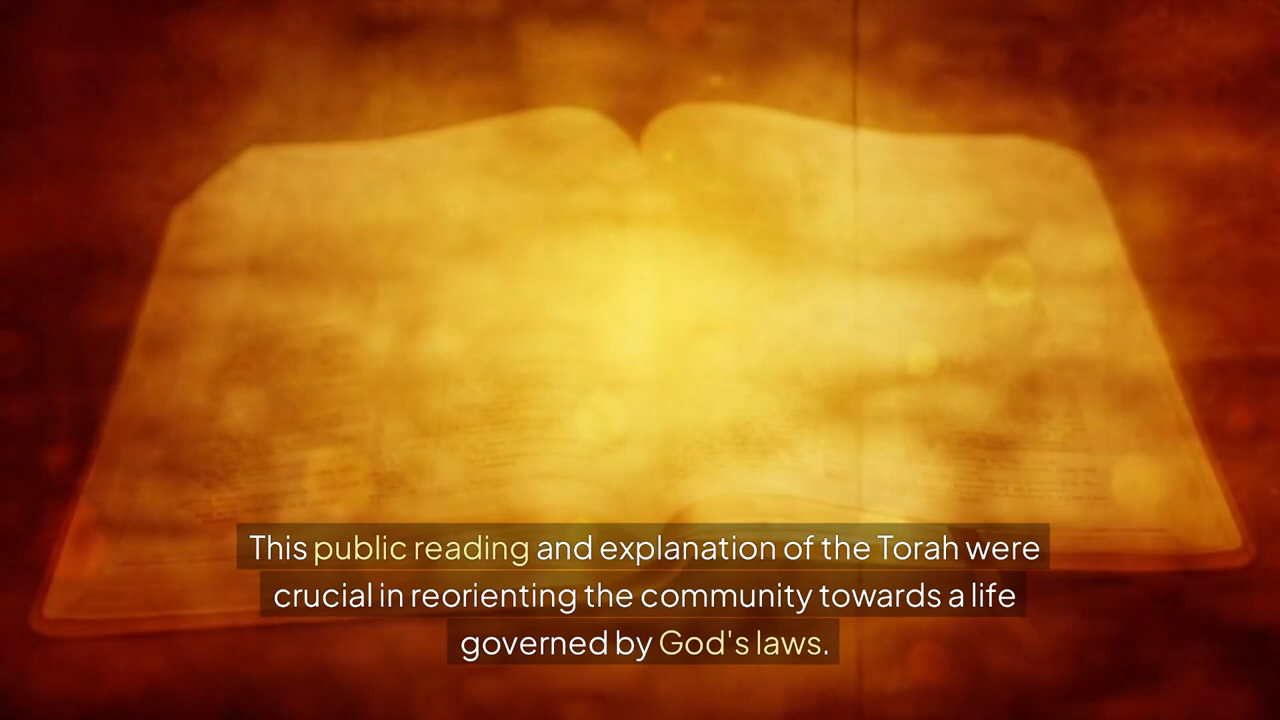 This public reading and explanation of the Torah were
crucial in reorienting the community towards a life
governed by God's laws.